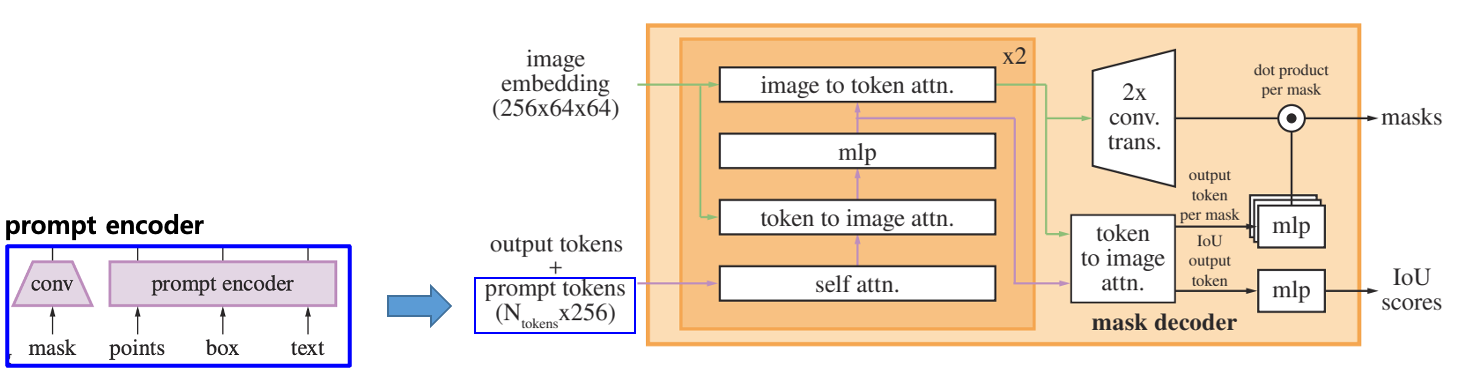 prompt encoder
conv
prompt encoder
mask
points
box
text
image
embedding
(256x64x64)
output tokens
+
prompt tokens
(Ntokensx256)
x2
image to token attn.
mlp
token to image attn.
self attn.
2x
conv.
trans.
dot product
per mask
masks
output
token
per mask
mlp
token
to image
attn.
IoU
output
token
mlp
IoU
scores
mask decoder